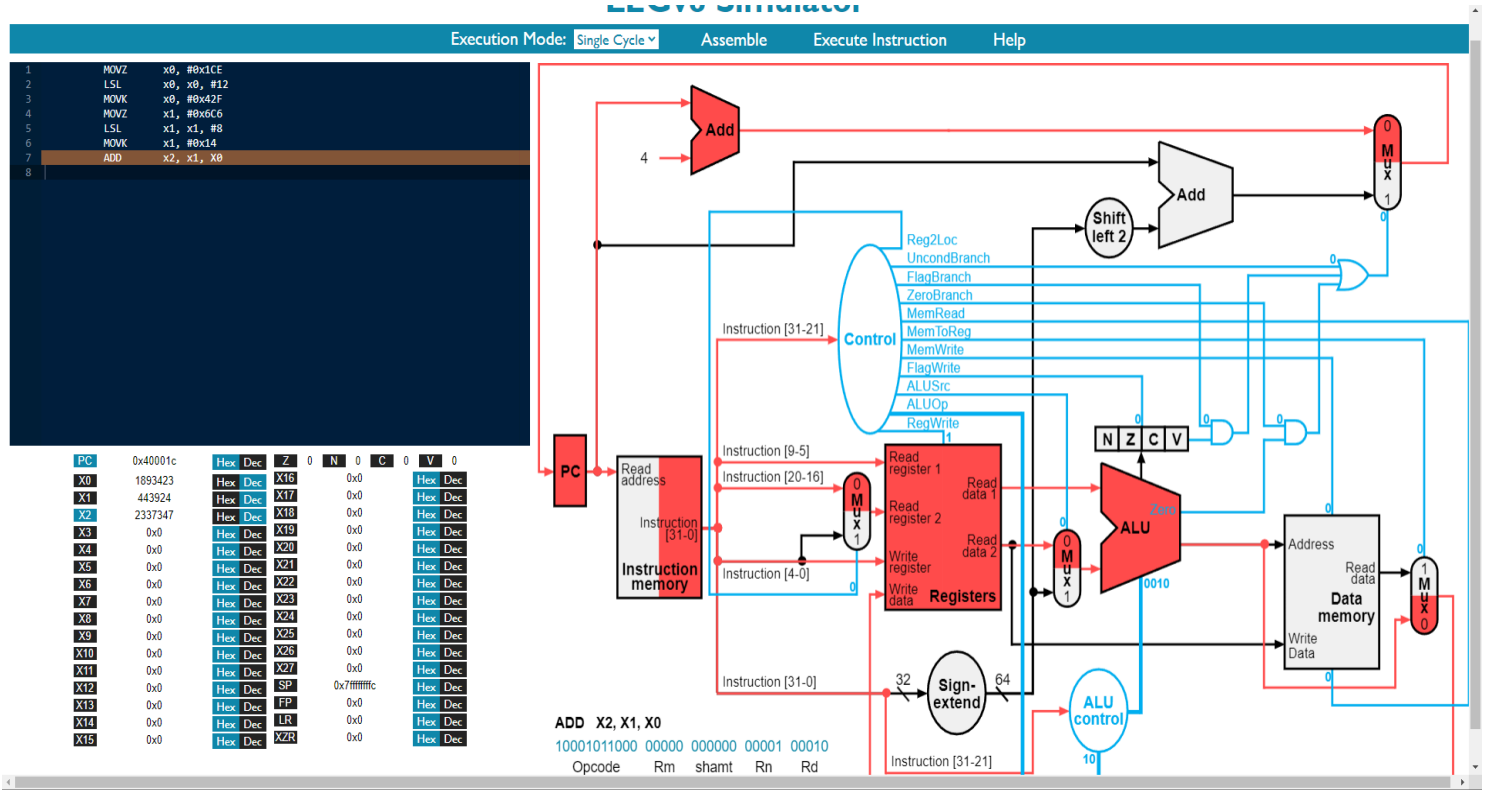 LEGv8 Simulator
Execution Mode: Single Cycle Assemble Execute Instruction Help
1 MOVZ x0, #0x1CE
2 LSL x0, x0, #12
3 MOVK x0, #0x42F
4 MOVZ x1, #0x6C6
5 LSL x1, x1, #8
6 MOVK x1, #0x14
7 ADD x2, x1, X0
8
PC 0x40001c Hex Dec Z 0 N 0 C 0 V 0
X0 1893423 Hex Dec X16 0x0 Hex Dec
X1 443924 Hex Dec X17 0x0 Hex Dec
X2 2337347 Hex Dec X18 0x0 Hex Dec
X3 0x0 Hex Dec X19 0x0 Hex Dec
X4 0x0 Hex Dec X20 0x0 Hex Dec
X5 0x0 Hex Dec X21 0x0 Hex Dec
X6 0x0 Hex Dec X22 0x0 Hex Dec
X7 0x0 Hex Dec X23 0x0 Hex Dec
X8 0x0 Hex Dec X24 0x0 Hex Dec
X9 0x0 Hex Dec X25 0x0 Hex Dec
X10 0x0 Hex Dec X26 0x0 Hex Dec
X11 0x0 Hex Dec X27 0x0 Hex Dec
X12 0x0 Hex Dec SP 0x7fffffffc Hex Dec
X13 0x0 Hex Dec FP 0x0 Hex Dec
X14 0x0 Hex Dec LR 0x0 Hex Dec
X15 0x0 Hex Dec XZR 0x0 Hex Dec
Add
4
Add
Shift
left 2
0
Mux
1
0
Reg2Loc
UncondBranch
FlagBranch
ZeroBranch
MemRead
MemToReg
MemWrite
FlagWrite
ALUSrc
ALUOp
RegWrite
1
Control
0
Instruction [31-21]
Instruction [9-5]
Instruction [20-16]
Instruction [4-0]
Instruction [31-0]
PC
Read
address
Instruction
[31-0]
Instruction
memory
0
Mux
1
0
Read
register 1
Read
register 2
Write
register
Write
data
Read
data 1
Read
data 2
Registers
0
0
Mux
1
0
N Z C V
0
0
Zero
ALU
0010
0
Address
Read
data
Data
memory
Write
Data
0
0
1
Mux
0
32
Sign-
extend
64
ALU
control
10
Instruction [31-21]
ADD X2, X1, X0
10001011000 00000 000000 00001 00010
Opcode Rm shamt Rn Rd